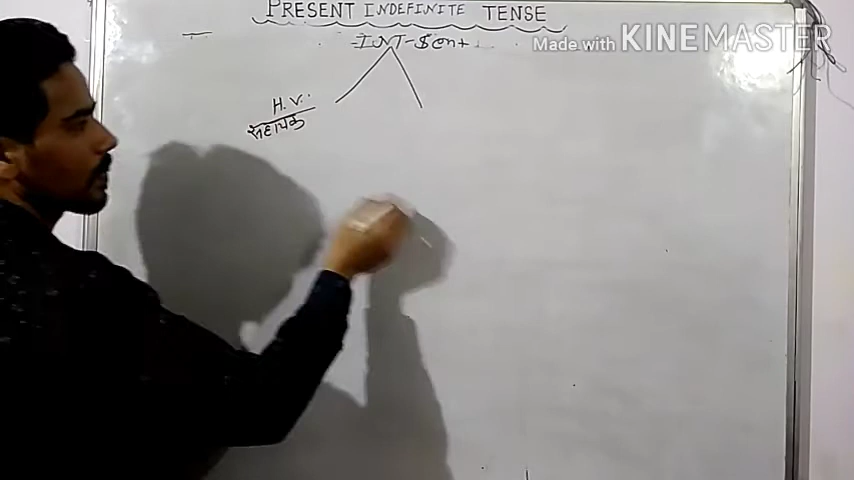 PRESENT INDEFINITE TENSE
INT-Sent
Made with KINEMASTER
H.V.
सहायक